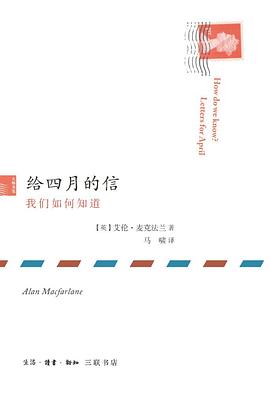 How do we know?
Letters for April
给四月的信
我们如何知道
【英】艾伦·麦克法兰 著
马 啸 译
Alan Macfarlane
生活·讀書·新知 三联书店